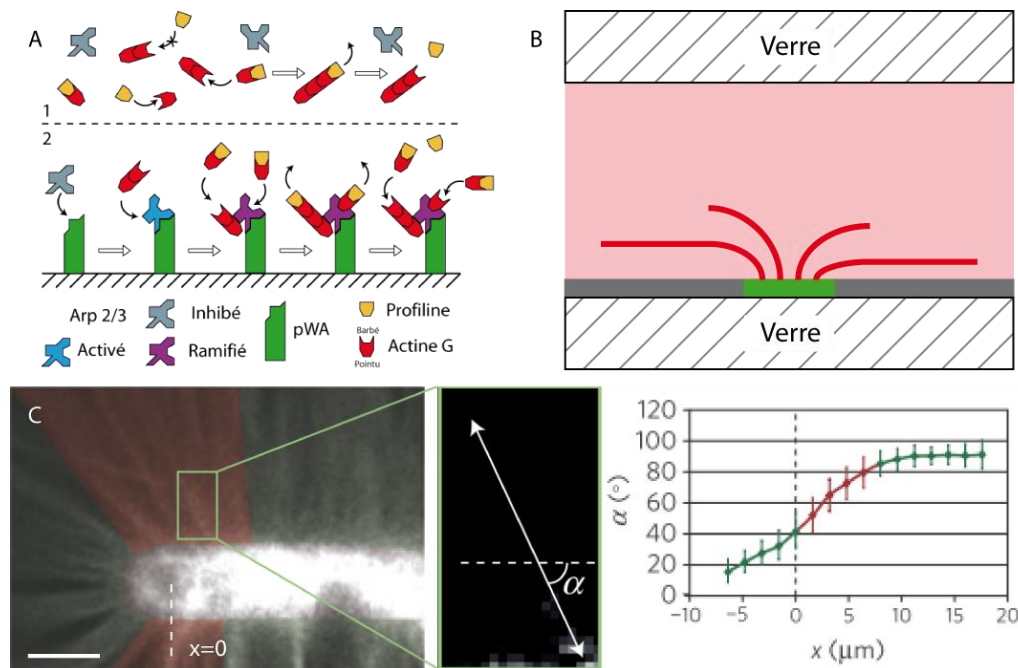 A
1
2
Arp 2/3
Inhibé
Activé
Ramifié
pWA
Profiline
Barbé
Actine G
Pointu
B
Verre
Verre
C
x=0
α
120
100
80
60
40
20
0
α (°)
−10
−5
0
5
10
15
20
x (μm)